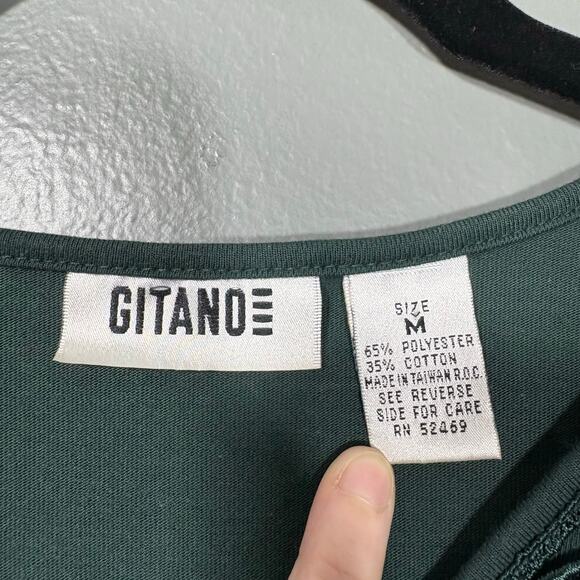 GITANO
SIZE
M
65% POLYESTER
35% COTTON
MADE IN TAIWAN R.O.C.
SEE REVERSE
SIDE FOR CARE
RN 52469